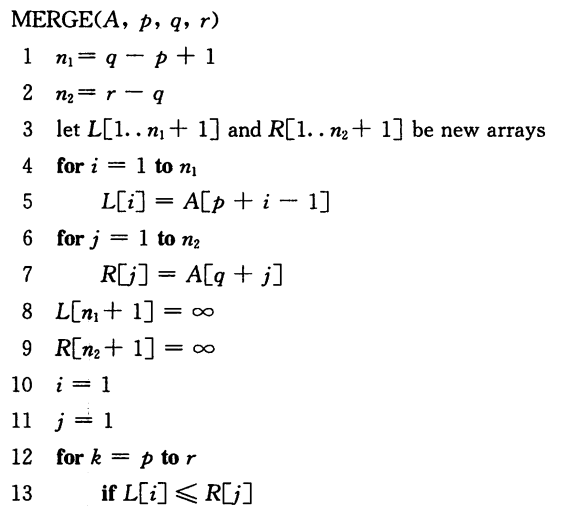 MERGE(A, p, q, r)
1 n₁ = q − p + 1
2 n₂ = r − q
3 let L[1..n₁ + 1] and R[1..n₂ + 1] be new arrays
4 for i = 1 to n₁
5 L[i] = A[p + i − 1]
6 for j = 1 to n₂
7 R[j] = A[q + j]
8 L[n₁ + 1] = ∞
9 R[n₂ + 1] = ∞
10 i = 1
11 j = 1
12 for k = p to r
13 if L[i] ⩽ R[j]